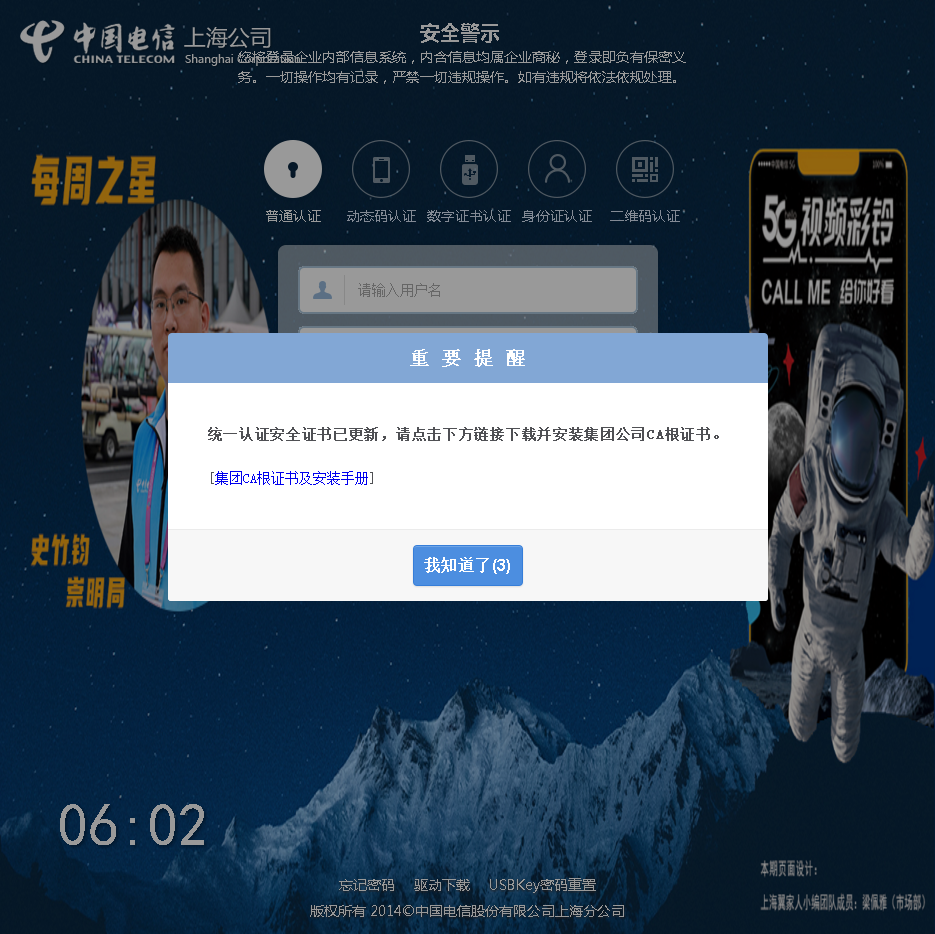 中国电信 上海公司
CHINA TELECOM
Shanghai
安全警示
您将登录企业内部信息系统，内含信息均属企业商秘，登录即负有保密义
务。一切操作均有记录，严禁一切违规操作。如有违规将依法依规处理。
每周之星
普通认证 动态码认证 数字证书认证 身份证认证 二维码认证
中国电信 5G 100%
5G视频彩铃
CALL ME 给你好看
请输入用户名
重要提醒
统一认证安全证书已更新，请点击下方链接下载并安装集团公司CA根证书。
[集团CA根证书及安装手册]
我知道了(3)
史竹钧
崇明局
06:02
忘记密码 驱动下载 USBKey密码重置
版权所有 2014©中国电信股份有限公司上海分公司
本期页面设计：
上海翼家人小编团队成员：梁佩雅（市场部）